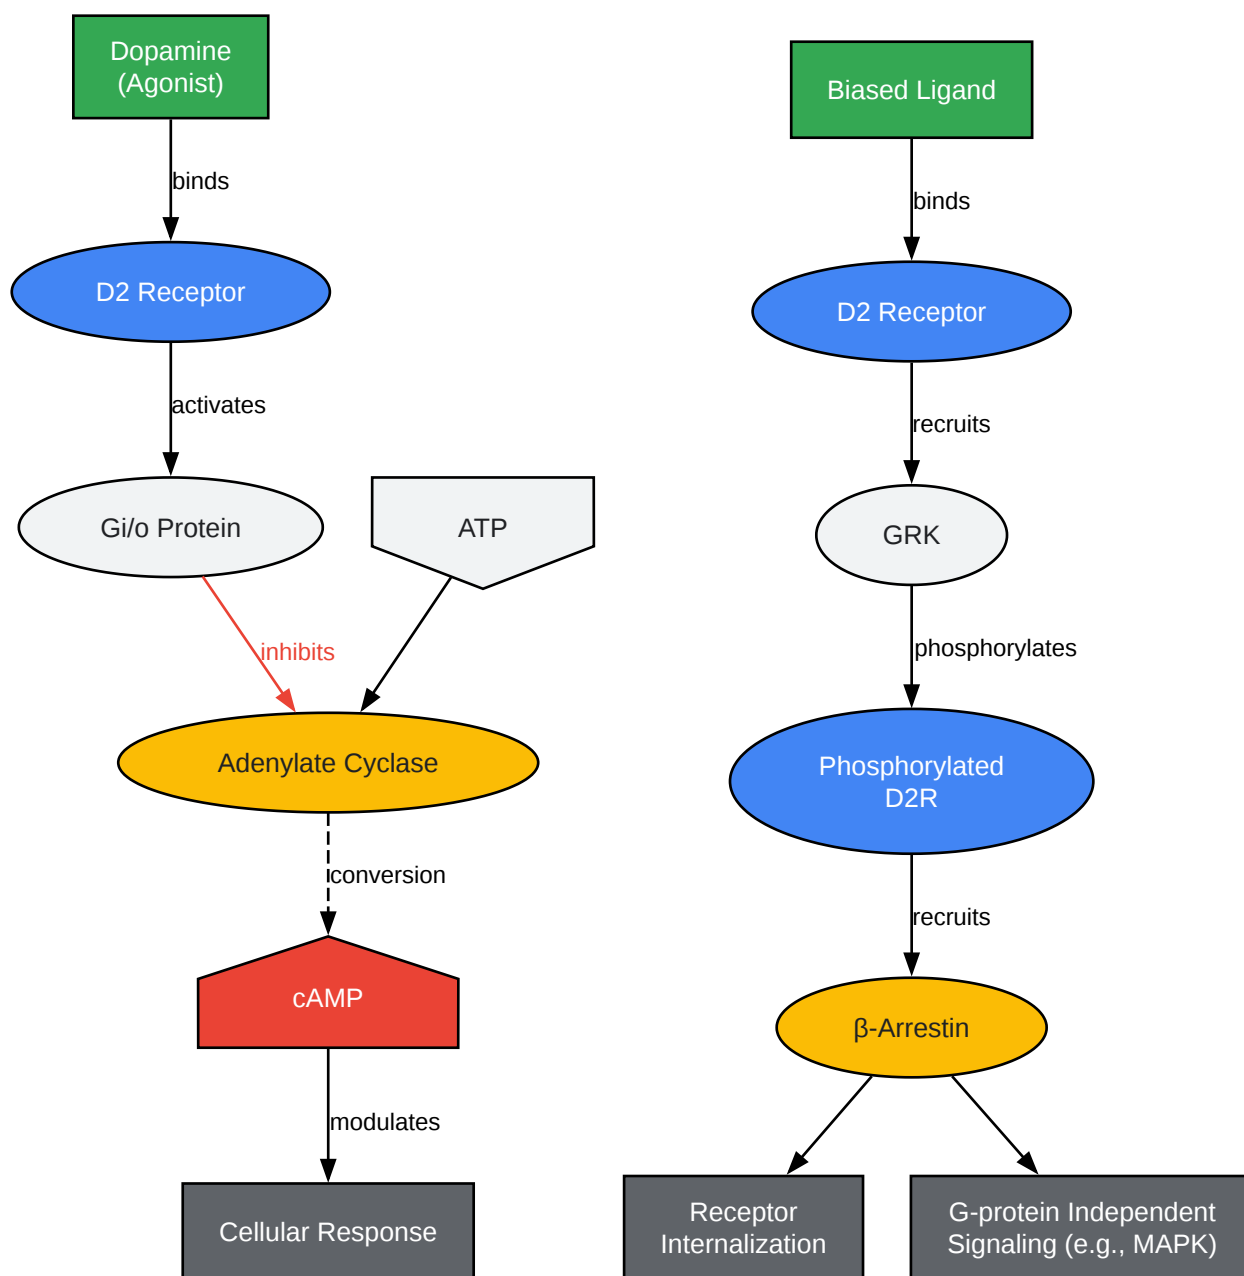 Dopamine
(Agonist)
binds
D2 Receptor
activates
Gi/o Protein
ATP
inhibits
Adenylate Cyclase
conversion
cAMP
modulates
Cellular Response
Biased Ligand
binds
D2 Receptor
recruits
GRK
phosphorylates
Phosphorylated
D2R
recruits
β-Arrestin
Receptor
Internalization
G-protein Independent
Signaling (e.g., MAPK)